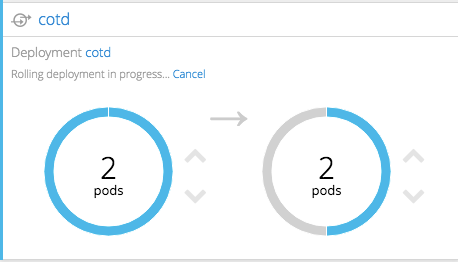 cotd
Deployment cotd
Rolling deployment in progress... Cancel
2
pods
2
pods